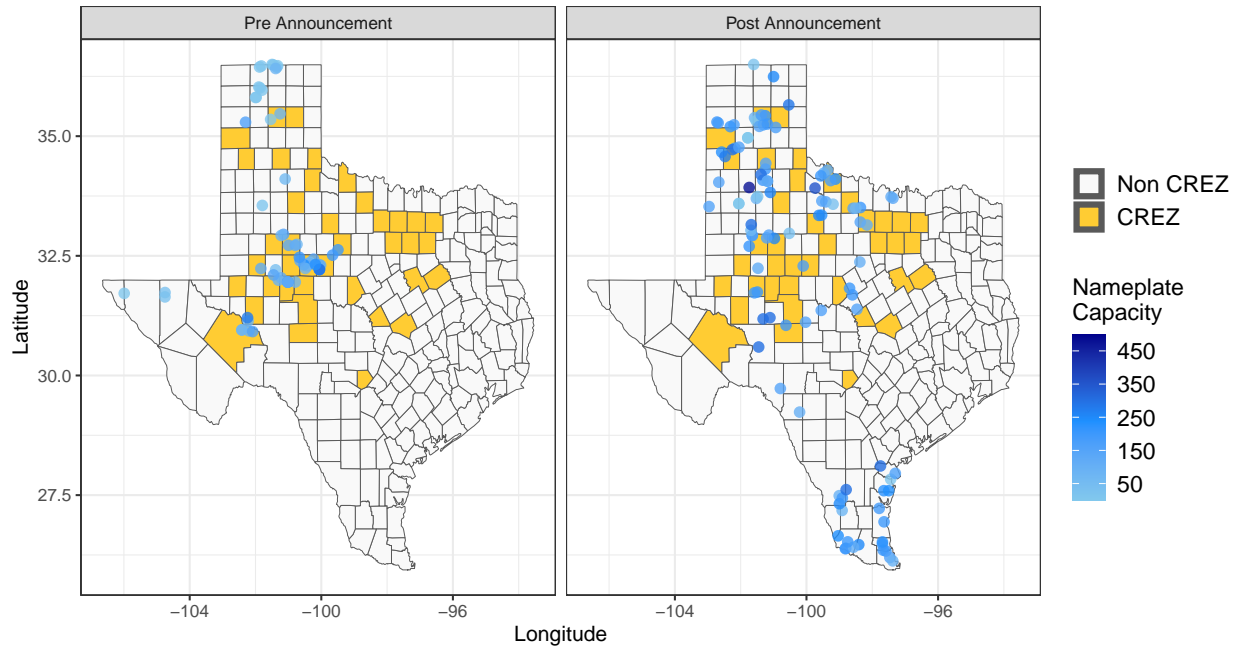 Pre Announcement
Post Announcement
Latitude
35.0
32.5
30.0
27.5
−104
−100
−96
−104
−100
−96
Longitude
Non CREZ
CREZ
Nameplate
Capacity
450
350
250
150
50